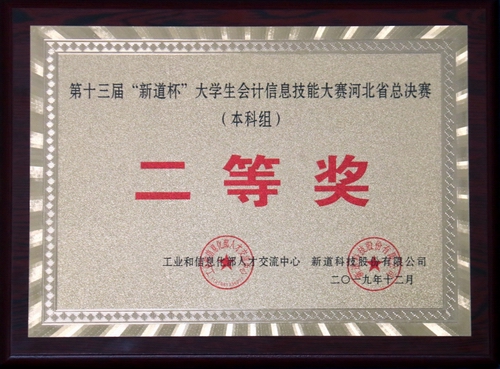 第十三届“新道杯”大学生会计信息技能大赛河北省总决赛
（本科组）
二等奖
工业和信息化部人才交流中心 新道科技股份有限公司
二〇一九年十二月